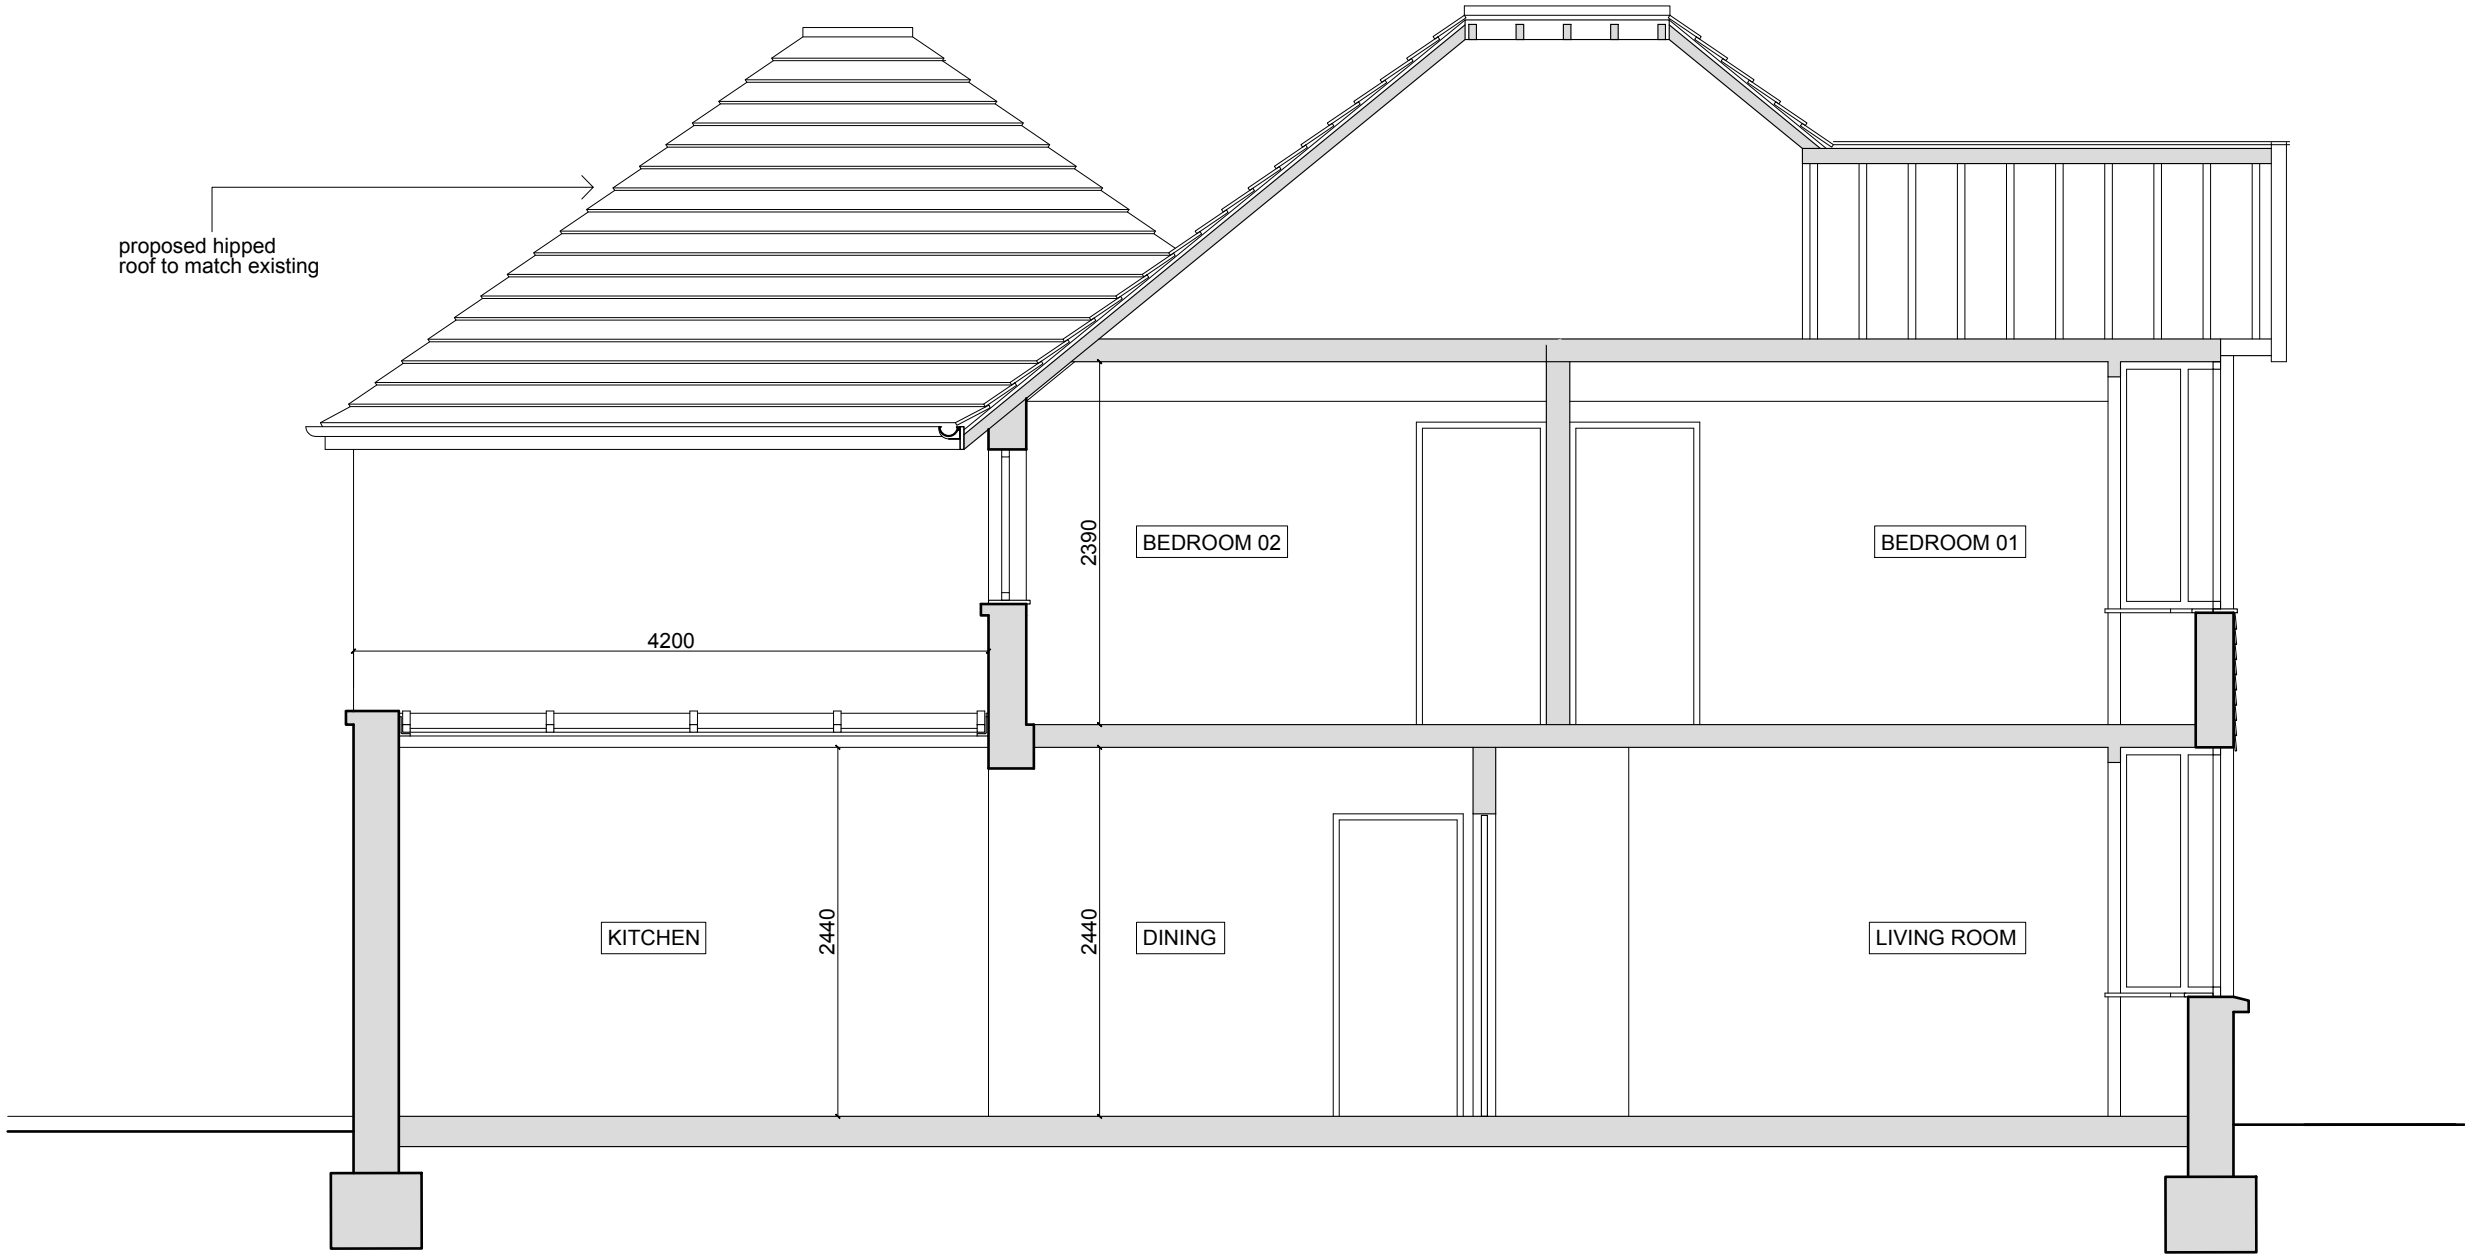 proposed hipped
roof to match existing
2390
BEDROOM 02
BEDROOM 01
4200
KITCHEN
2440
2440
DINING
LIVING ROOM